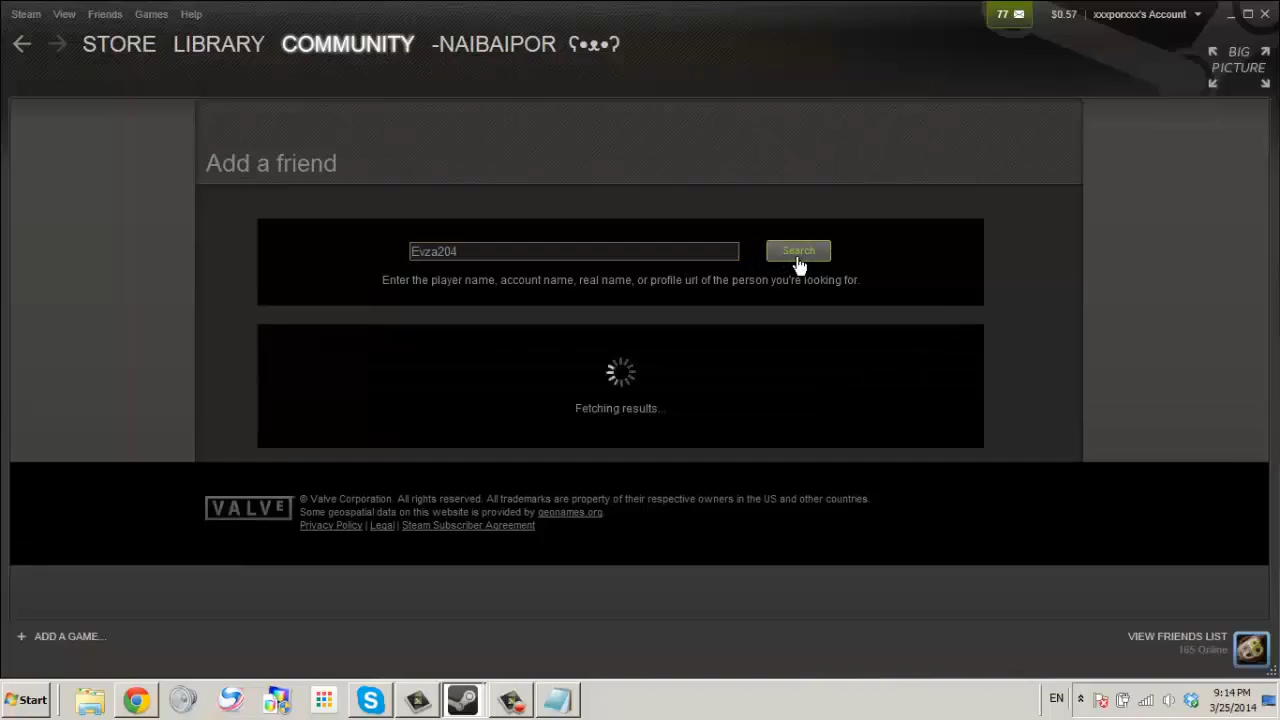 Steam View Friends Games Help
77 $0.57 xxxporxxx's Account
STORE LIBRARY COMMUNITY -NAIBAIPOR ʕ•ᴥ•ʔ
BIG
PICTURE
Add a friend
Evza204 Search
Enter the player name, account name, real name, or profile url of the person you're looking for.
Fetching results...
VALVE
© Valve Corporation. All rights reserved. All trademarks are property of their respective owners in the US and other countries.
Some geospatial data on this website is provided by geonames.org.
Privacy Policy | Legal | Steam Subscriber Agreement
+ ADD A GAME...
VIEW FRIENDS LIST
165 Online
Start
EN
9:14 PM
3/25/2014